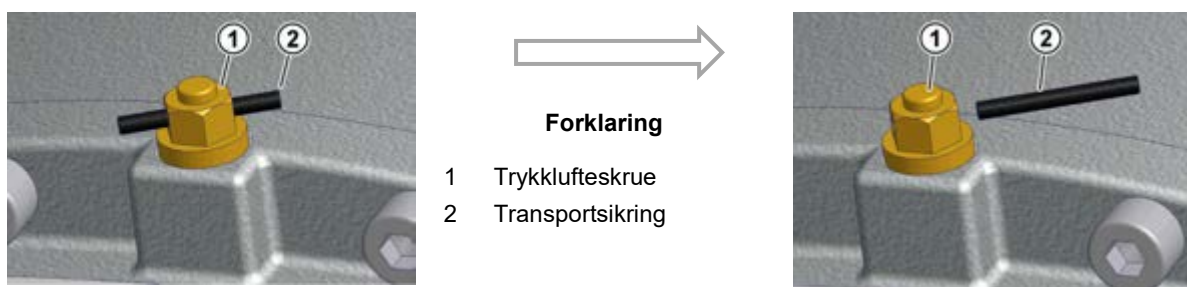 1 2
1 2
Forklaring
1 Trykklufteskrue
2 Transportsikring